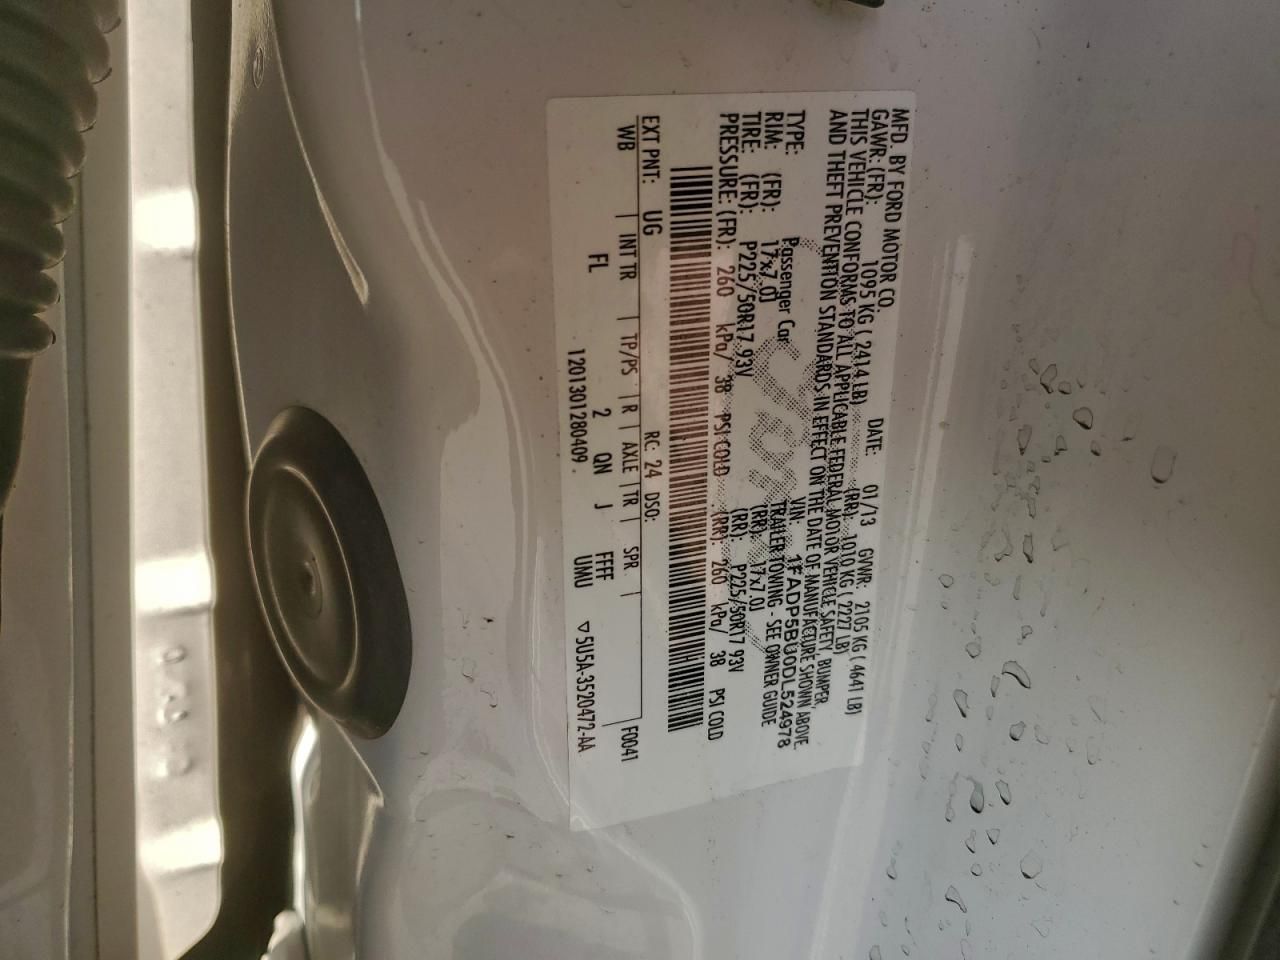 MFD. BY FORD MOTOR CO.
DATE: 01/13 GVWR: 2105 KG ( 4641 LB)
GAWR: (FR): 1095 KG ( 2414 LB) (RR): 1010 KG ( 2227 LB)
THIS VEHICLE CONFORMS TO ALL APPLICABLE FEDERAL MOTOR VEHICLE SAFETY, BUMPER,
AND THEFT PREVENTION STANDARDS IN EFFECT ON THE DATE OF MANUFACTURE SHOWN ABOVE.
VIN: 1FADP5BU0DL524978
TYPE: Passenger Car TRAILER TOWING - SEE OWNER GUIDE
RIM: (FR): 17x7.0J (RR): 17x7.0J
TIRE: (FR): P225/50R17 93V (RR): P225/50R17 93V
PRESSURE: (FR): 260 kPa/ 38 PSI COLD (RR): 260 kPa/ 38 PSI COLD
EXT PNT: UG RC: 24 DSO:
WB INT TR TP/PS R AXLE TR SPR F0041
FL 2 QN J FFFF
UMU
1201301280409. ▽5U5A-3520472-AA